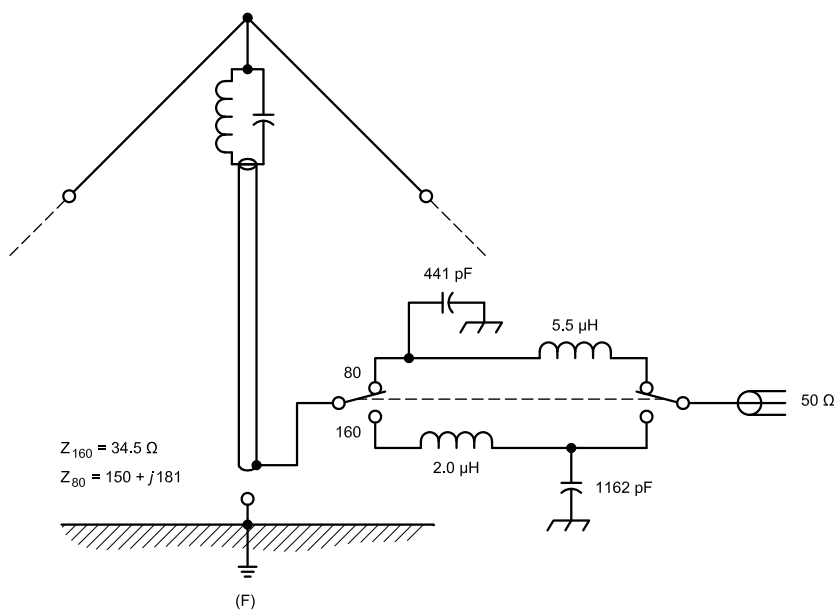 441 pF
5.5 µH
80
50 Ω
160
Z160 = 34.5 Ω
2.0 µH
Z80 = 150 + j181
1162 pF
(F)